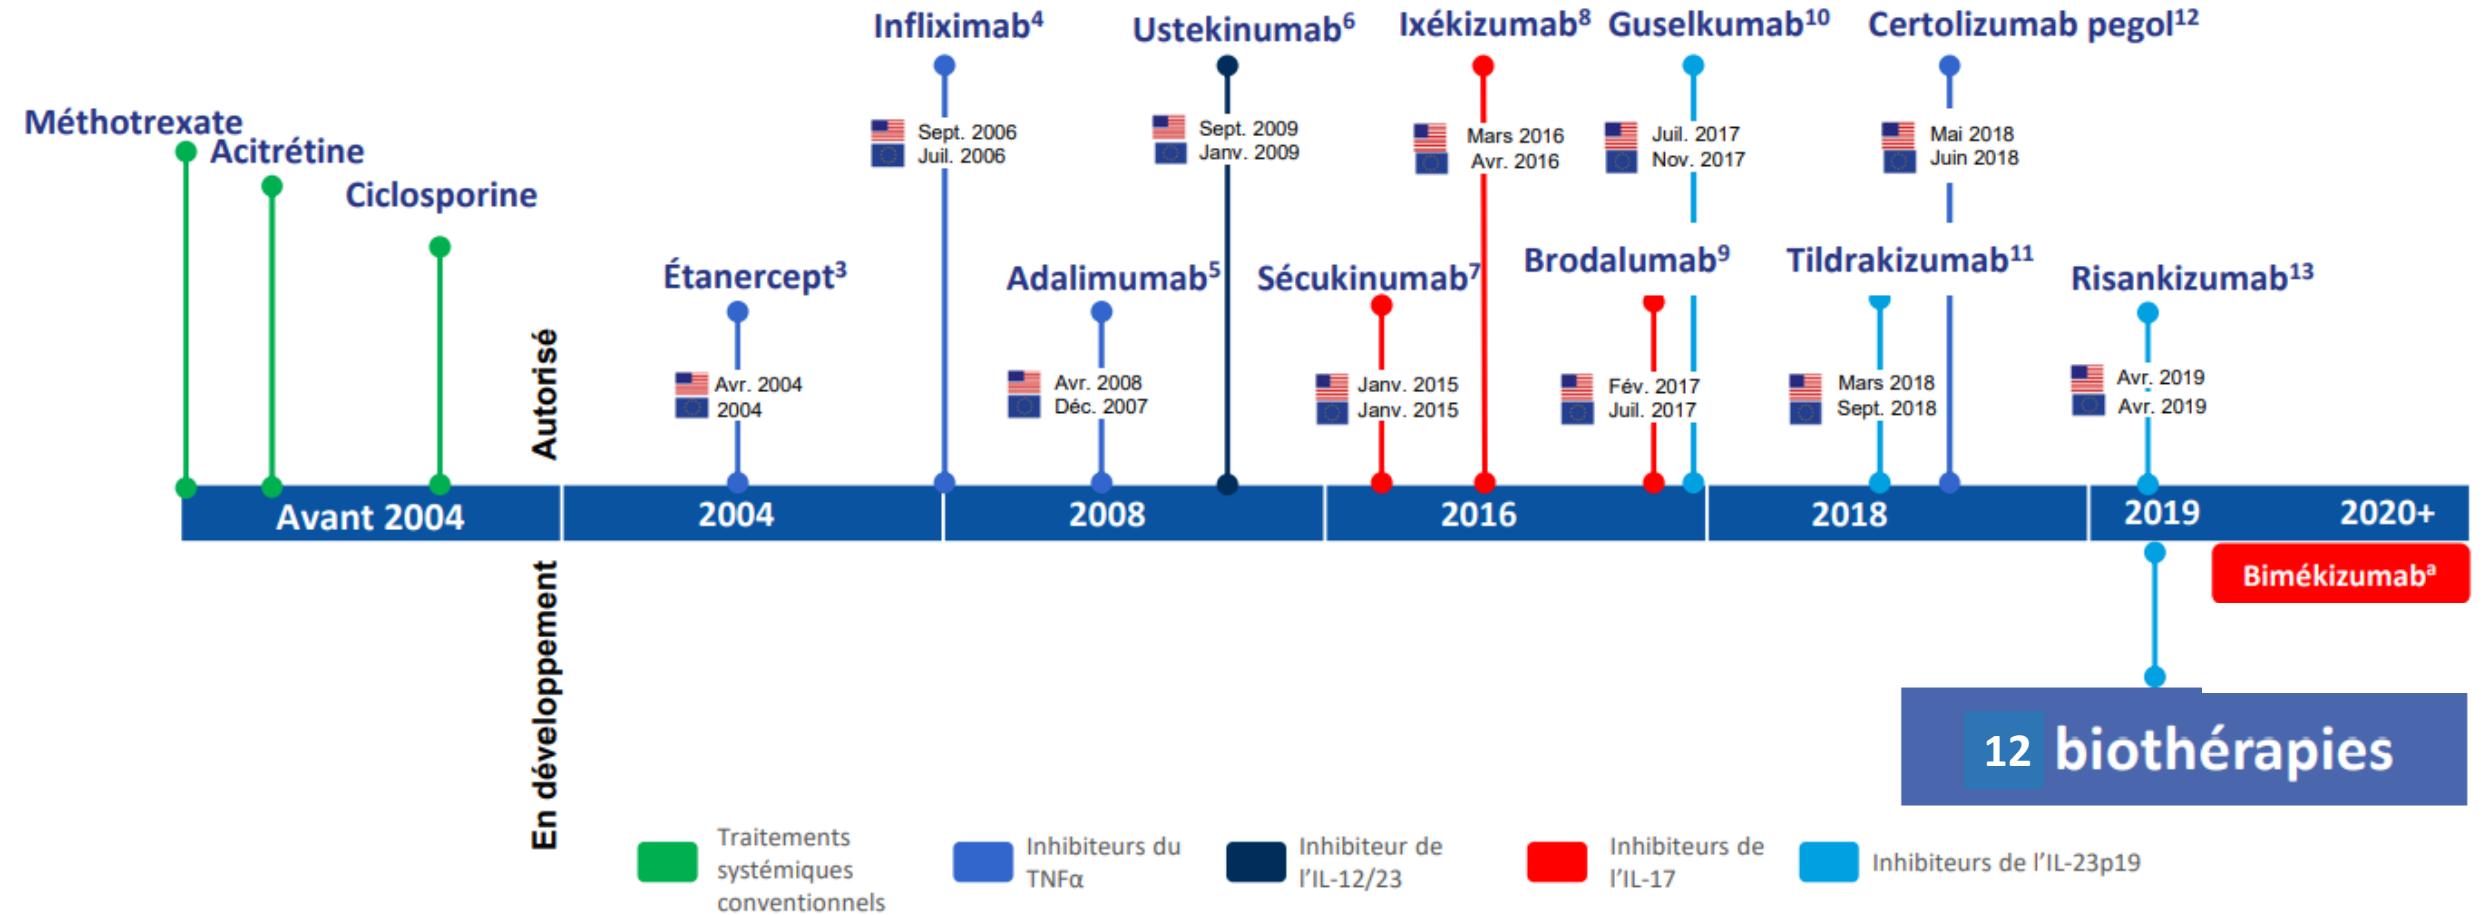 Infliximab⁴
Ustekinumab⁶
Ixékizumab⁸
Guselkumab¹⁰
Certolizumab pegol¹²
Méthotrexate
Acitrétine
Ciclosporine
Sept. 2006
Juil. 2006
Sept. 2009
Janv. 2009
Mars 2016
Avr. 2016
Juil. 2017
Nov. 2017
Mai 2018
Juin 2018
Étanercept³
Adalimumab⁵
Sécukinumab⁷
Brodalumab⁹
Tildrakizumab¹¹
Risankizumab¹³
Avr. 2004
2004
Avr. 2008
Déc. 2007
Janv. 2015
Janv. 2015
Fév. 2017
Juil. 2017
Mars 2018
Sept. 2018
Avr. 2019
Avr. 2019
Autorisé
Avant 2004
2004
2008
2016
2018
2019
2020+
En développement
Bimékizumabᵃ
12 biothérapies
Traitements
systémiques
conventionnels
Inhibiteurs du
TNFα
Inhibiteur de
l’IL-12/23
Inhibiteurs de
l’IL-17
Inhibiteurs de l’IL-23p19